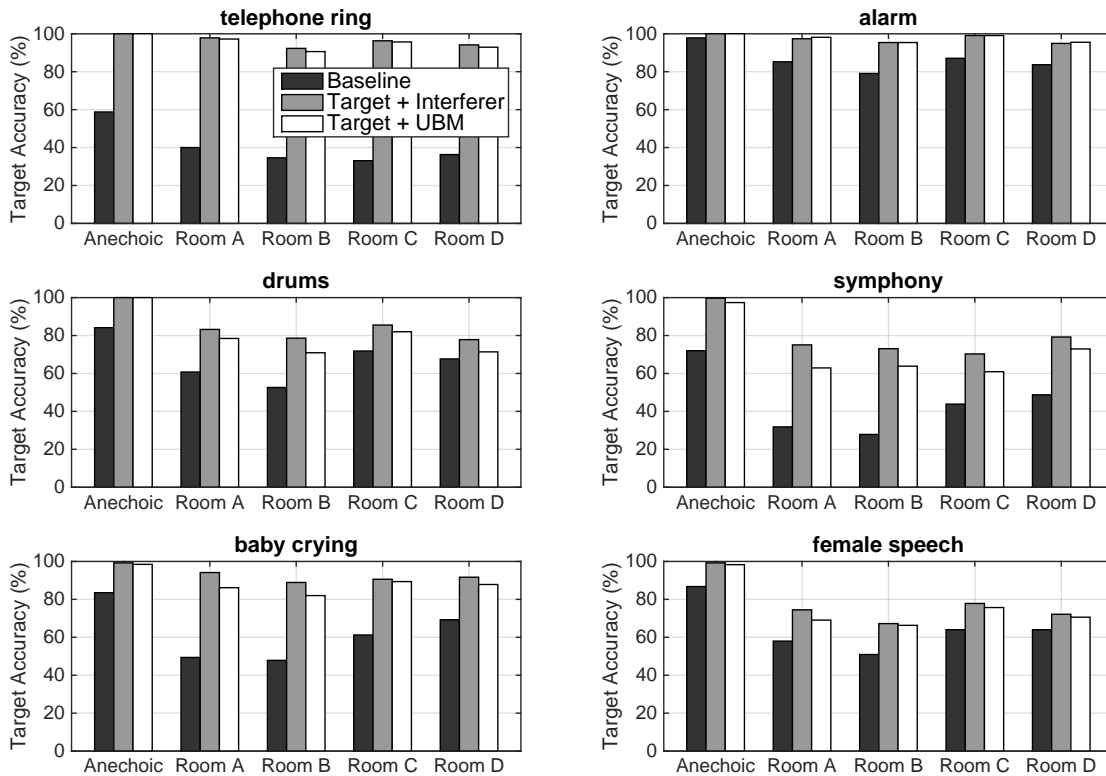 telephone ring
Target Accuracy (%)
100
80
60
40
20
0
Baseline
Target + Interferer
Target + UBM
Anechoic Room A Room B Room C Room D
alarm
Target Accuracy (%)
100
80
60
40
20
0
Anechoic Room A Room B Room C Room D
drums
Target Accuracy (%)
100
80
60
40
20
0
Anechoic Room A Room B Room C Room D
symphony
Target Accuracy (%)
100
80
60
40
20
0
Anechoic Room A Room B Room C Room D
baby crying
Target Accuracy (%)
100
80
60
40
20
0
Anechoic Room A Room B Room C Room D
female speech
Target Accuracy (%)
100
80
60
40
20
0
Anechoic Room A Room B Room C Room D